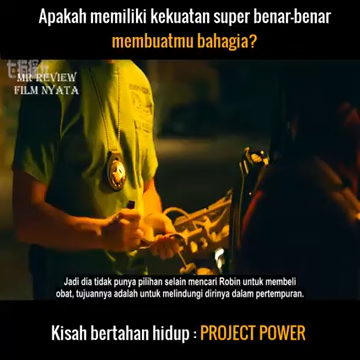 Apakah memiliki kekuatan super benar-benar
membuatmu bahagia?
MR REVIEW
FILM NYATA
Jadi dia tidak punya pilihan selain mencari Robin untuk membeli
obat, tujuannya adalah untuk melindungi dirinya dalam pertempuran.
Kisah bertahan hidup : PROJECT POWER